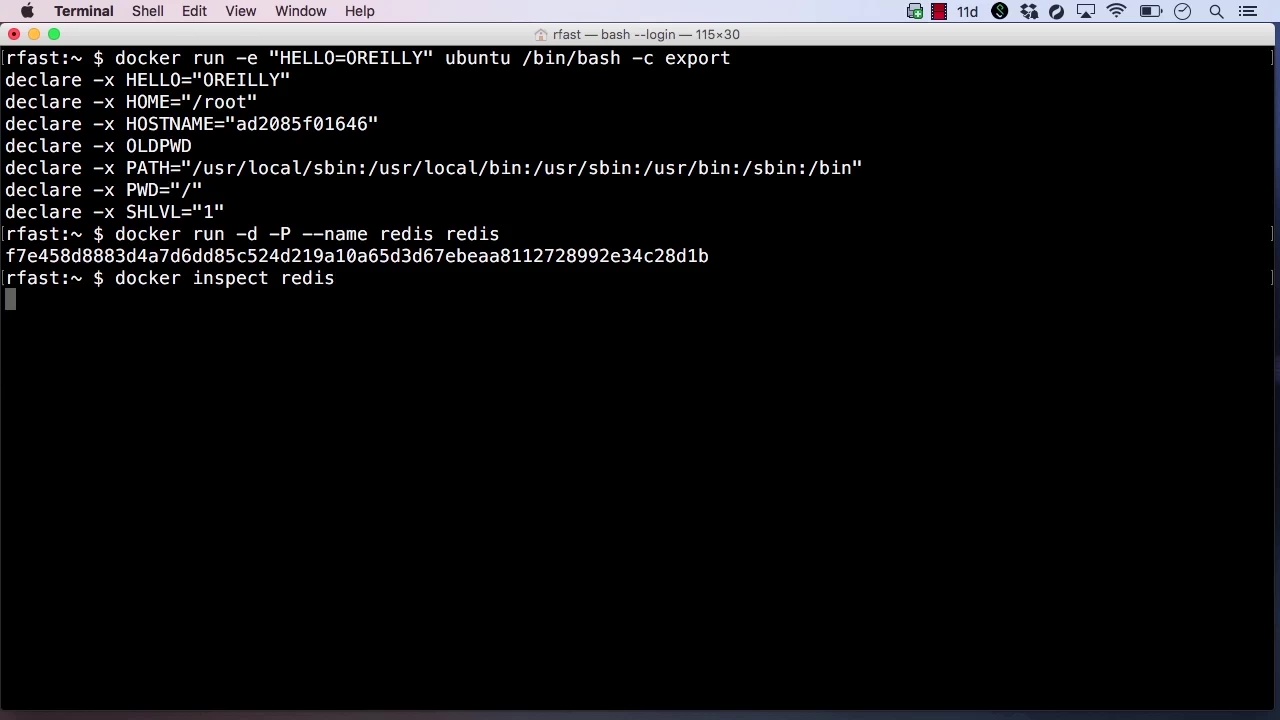 Terminal Shell Edit View Window Help 11d
rfast — bash --login — 115×30
rfast:~ $ docker run -e "HELLO=OREILLY" ubuntu /bin/bash -c export
declare -x HELLO="OREILLY"
declare -x HOME="/root"
declare -x HOSTNAME="ad2085f01646"
declare -x OLDPWD
declare -x PATH="/usr/local/sbin:/usr/local/bin:/usr/sbin:/usr/bin:/sbin:/bin"
declare -x PWD="/"
declare -x SHLVL="1"
rfast:~ $ docker run -d -P --name redis redis
f7e458d8883d4a7d6dd85c524d219a10a65d3d67ebeaa8112728992e34c28d1b
rfast:~ $ docker inspect redis